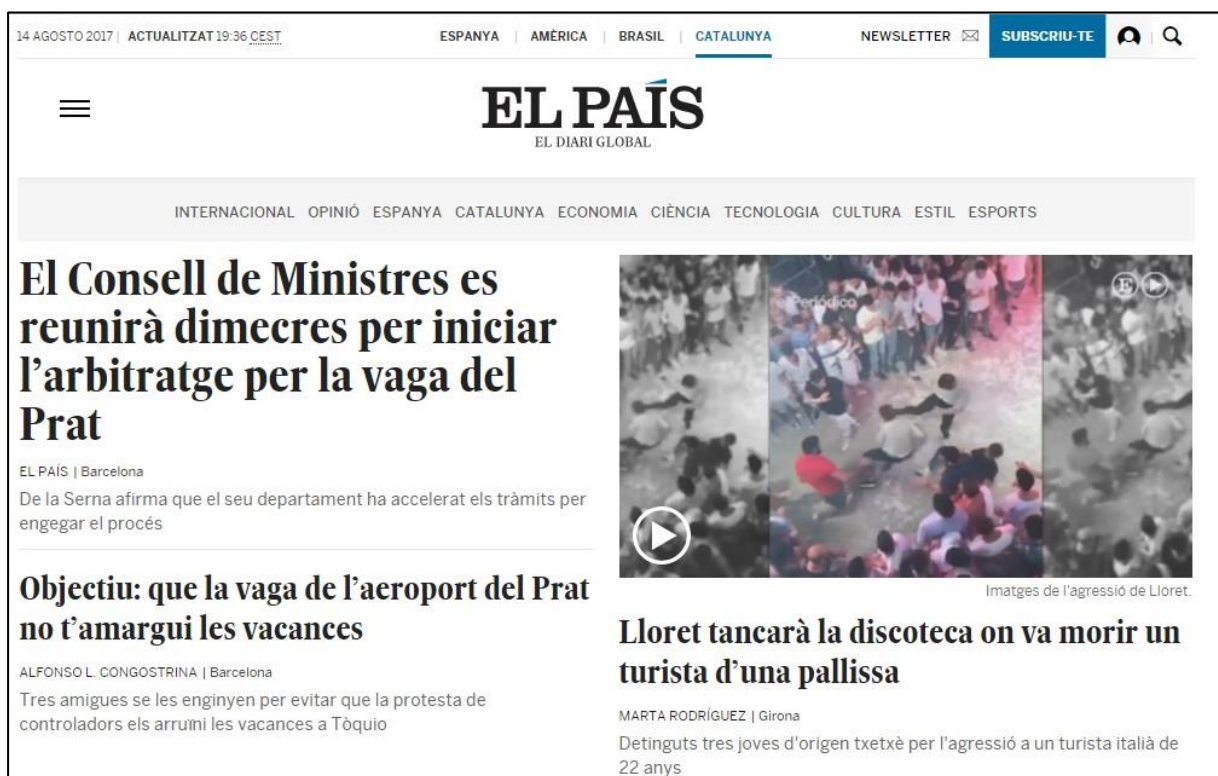 14 AGOSTO 2017 | ACTUALITZAT 19:36 CEST
ESPANYA | AMÈRICA | BRASIL | CATALUNYA
NEWSLETTER SUBSCRIU-TE
EL PAÍS
EL DIARI GLOBAL
INTERNACIONAL OPINIÓ ESPANYA CATALUNYA ECONOMIA CIÈNCIA TECNOLOGIA CULTURA ESTIL ESPORTS
El Consell de Ministres es
reunirà dimecres per iniciar
l'arbitratge per la vaga del
Prat
EL PAÍS | Barcelona
De la Serna afirma que el seu departament ha accelerat els tràmits per
engegar el procés
Objectiu: que la vaga de l'aeroport del Prat
no t'amargui les vacances
ALFONSO L. CONGOSTRINA | Barcelona
Tres amigues se les enginyen per evitar que la protesta de
controladors els arruïni les vacances a Tòquio
elPeriódico
E
Imatges de l'agressió de Lloret.
Lloret tancarà la discoteca on va morir un
turista d'una pallissa
MARTA RODRÍGUEZ | Girona
Detinguts tres joves d'origen txetxè per l'agressió a un turista italià de
22 anys